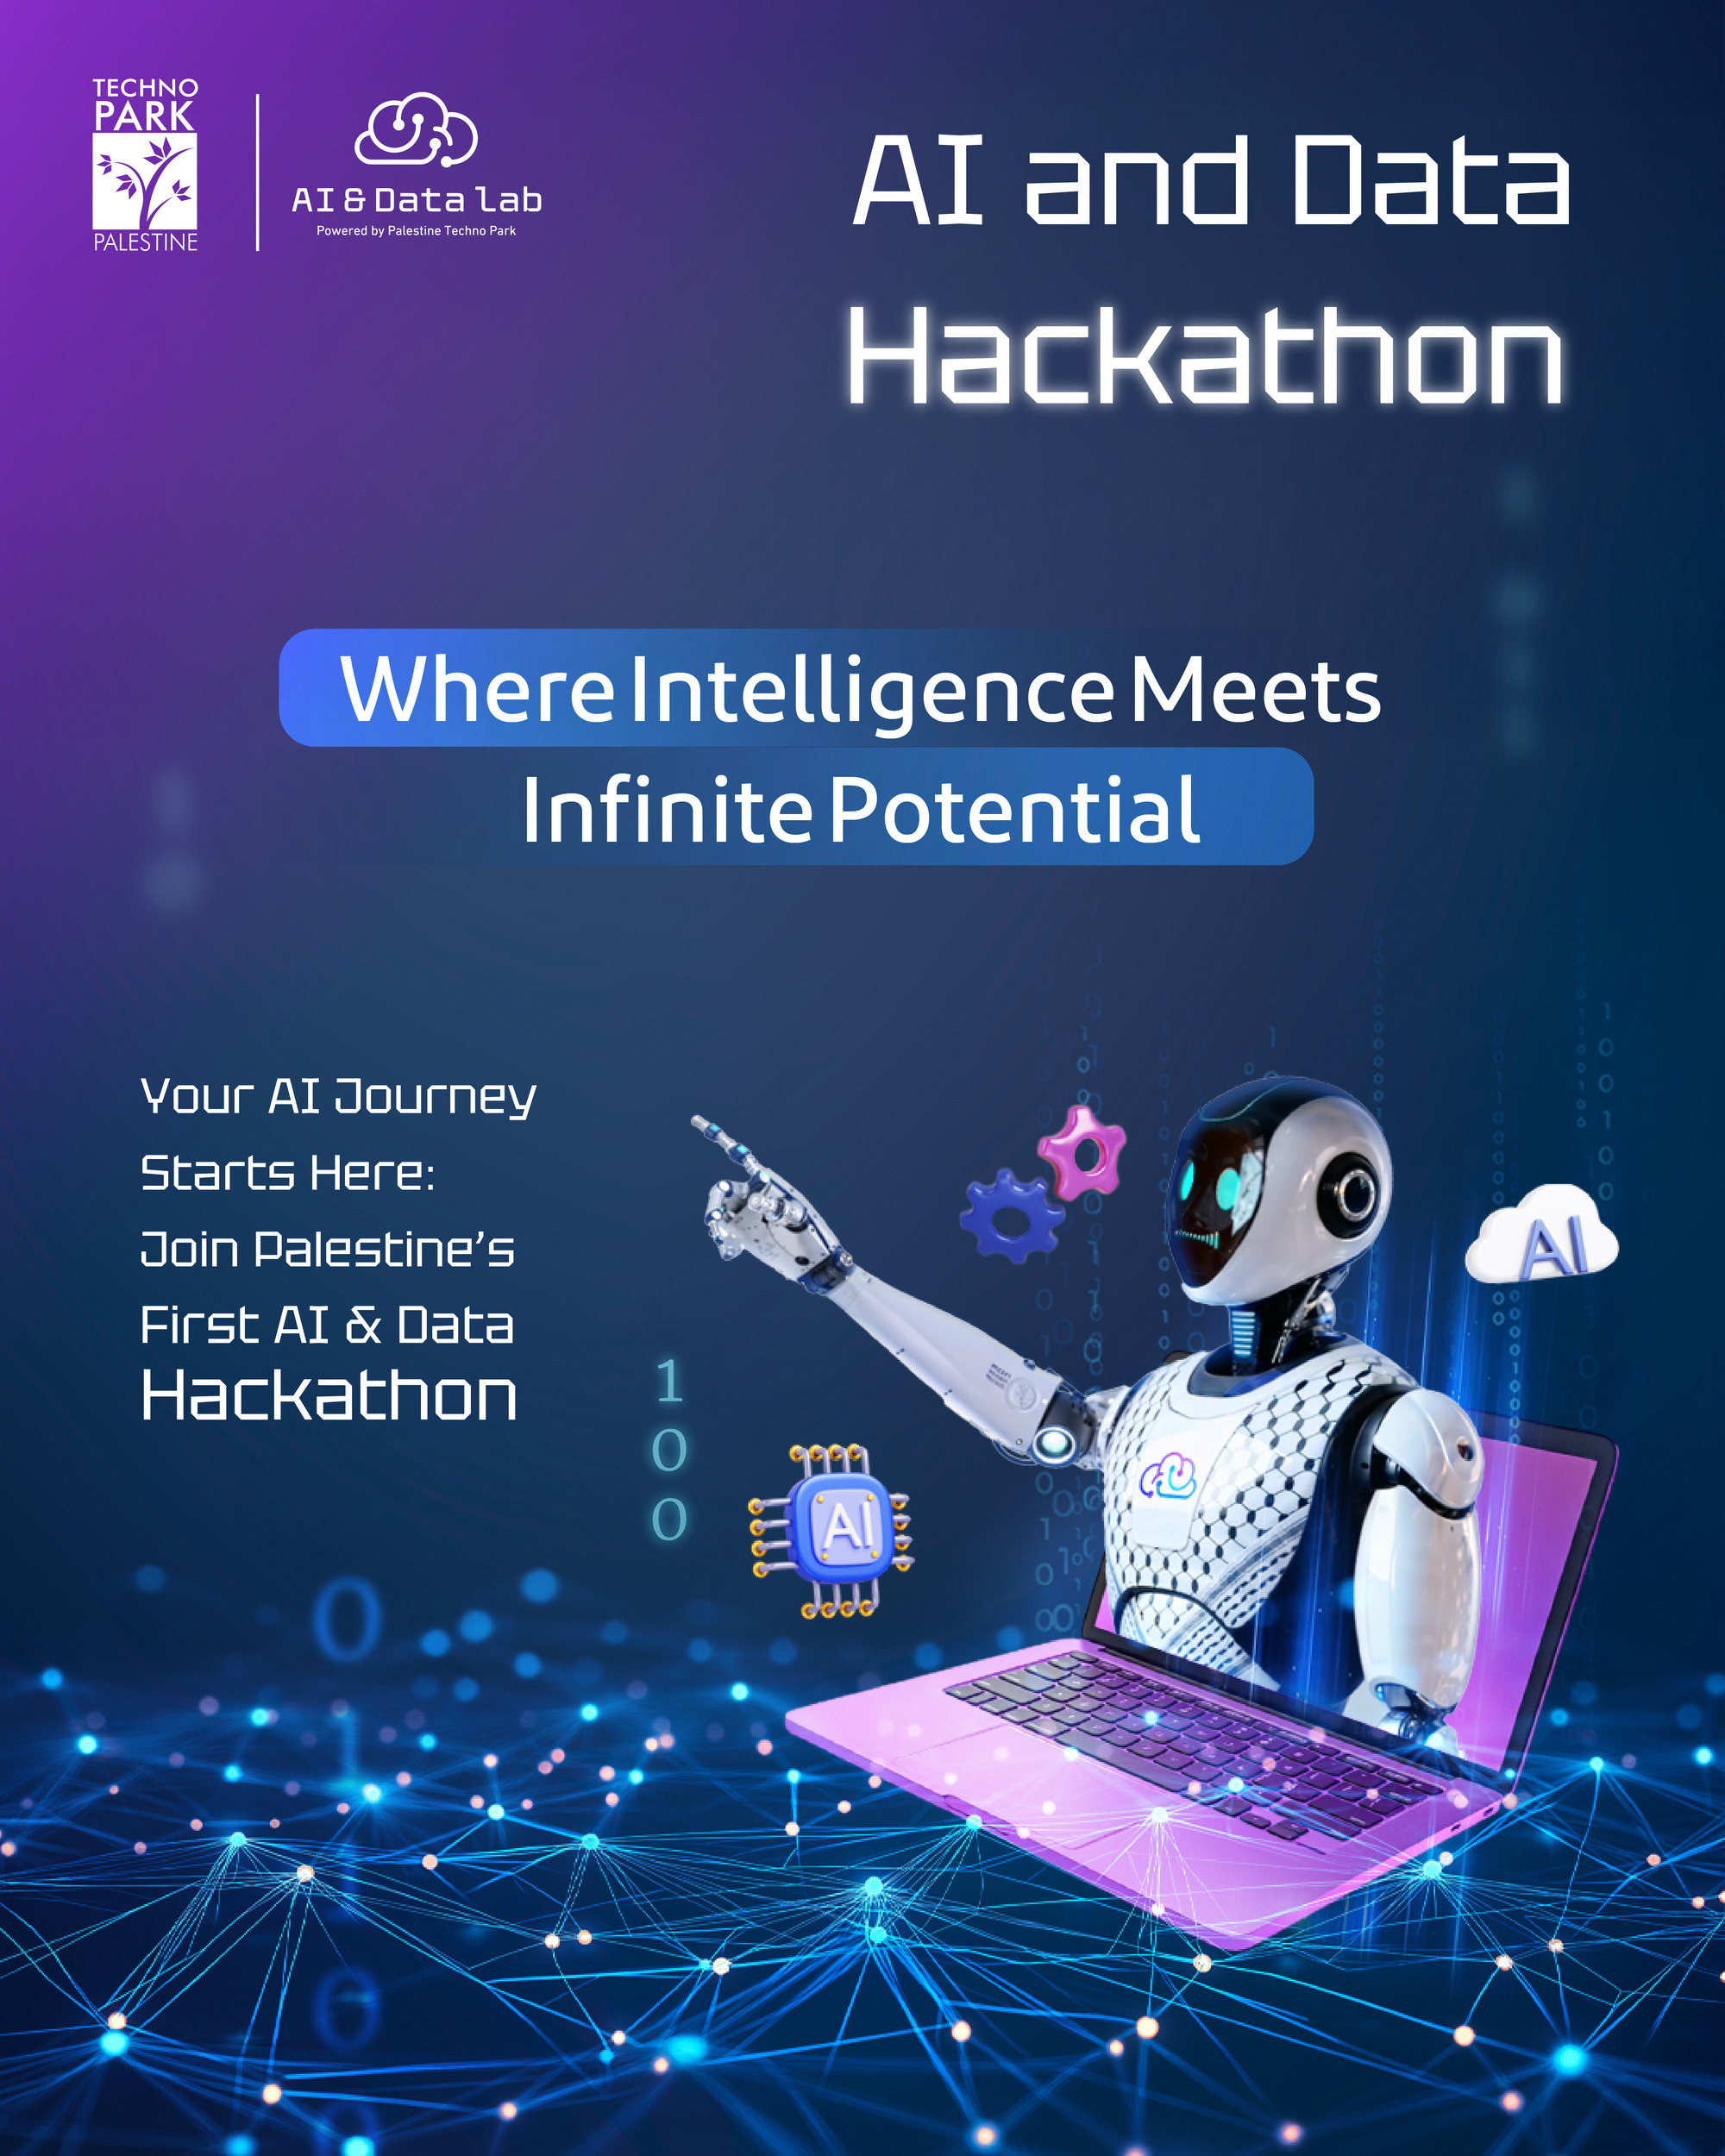 TECHNO
PARK
PALESTINE
AI & Data lab
Powered by Palestine Techno Park
AI and Data
Hackathon
Where Intelligence Meets
Infinite Potential
Your AI Journey
Starts Here:
Join Palestine’s
First AI & Data
Hackathon
AI
AI
1
0
0